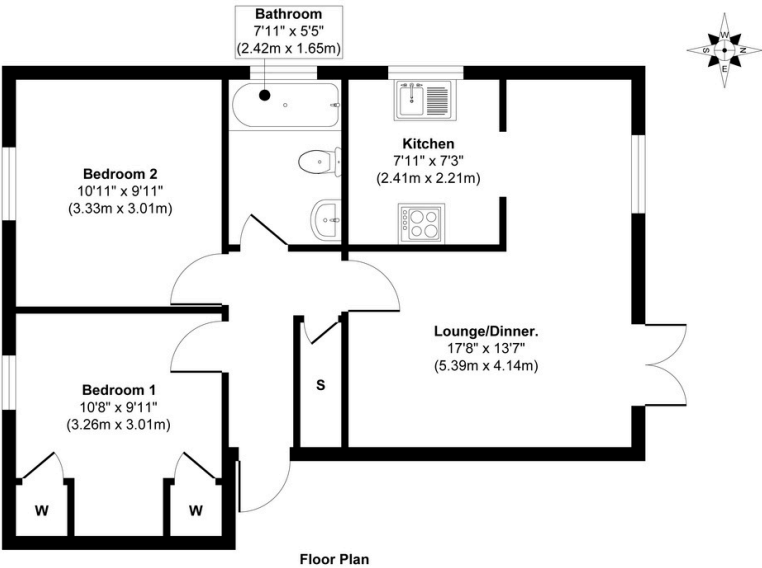 Bathroom
7'11" x 5'5"
(2.42m x 1.65m)
W
S
N
E
Kitchen
7'11" x 7'3"
(2.41m x 2.21m)
Bedroom 2
10'11" x 9'11"
(3.33m x 3.01m)
Lounge/Dinner.
17'8" x 13'7"
(5.39m x 4.14m)
Bedroom 1
10'8" x 9'11"
(3.26m x 3.01m)
S
W
W
Floor Plan